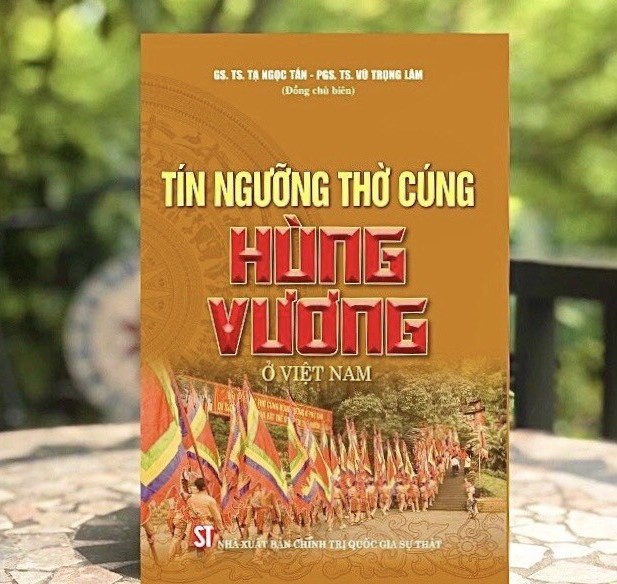 GS. TS. TẠ NGỌC TẤN - PGS. TS. VŨ TRỌNG LÂM
(Đồng chủ biên)
TÍN NGƯỠNG THỜ CÚNG
HÙNG
VƯƠNG
Ở VIỆT NAM
ST NHÀ XUẤT BẢN CHÍNH TRỊ QUỐC GIA SỰ THẬT